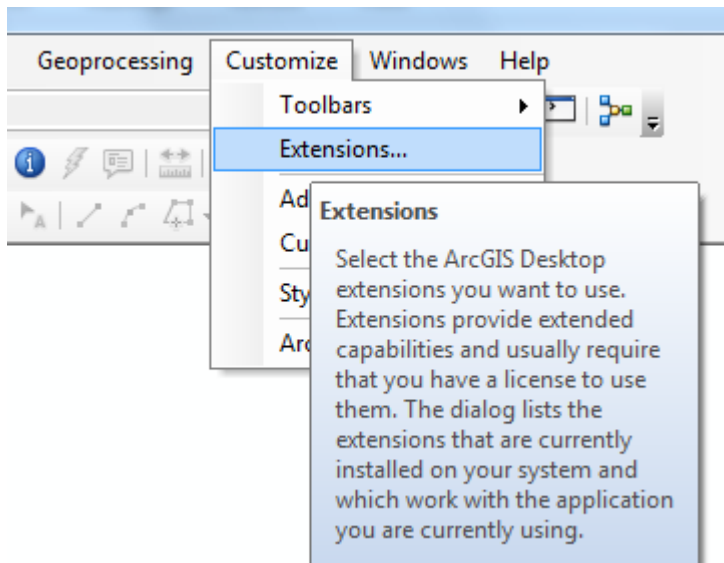 Geoprocessing Customize Windows Help
Toolbars
Extensions...
Ad
Cu
Sty
Arc
Extensions
Select the ArcGIS Desktop
extensions you want to use.
Extensions provide extended
capabilities and usually require
that you have a license to use
them. The dialog lists the
extensions that are currently
installed on your system and
which work with the application
you are currently using.